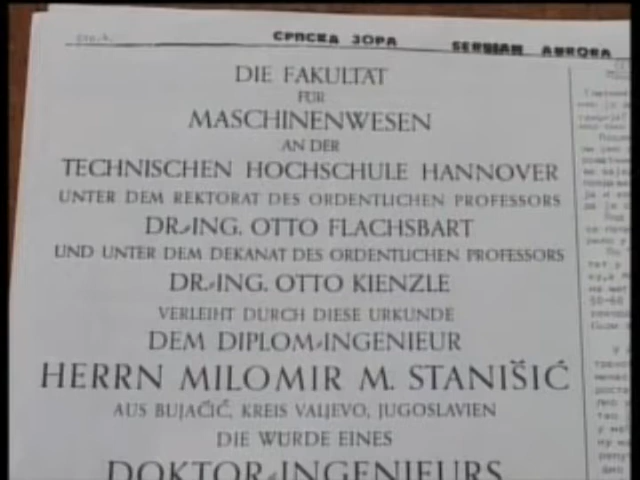 СРПСКА ЗОРА SERBIAN AURORA
DIE FAKULTAT
FÜR
MASCHINENWESEN
AN DER
TECHNISCHEN HOCHSCHULE HANNOVER
UNTER DEM REKTORAT DES ORDENTLICHEN PROFESSORS
DR.-ING. OTTO FLACHSBART
UND UNTER DEM DEKANAT DES ORDENTLICHEN PROFESSORS
DR.-ING. OTTO KIENZLE
VERLEIHT DURCH DIESE URKUNDE
DEM DIPLOM-INGENIEUR
HERRN MILOMIR M. STANIŠIĆ
AUS BUJAČIĆ, KREIS VALJEVO, JUGOSLAVIEN
DIE WÜRDE EINES
DOKTOR-INGENIEURS